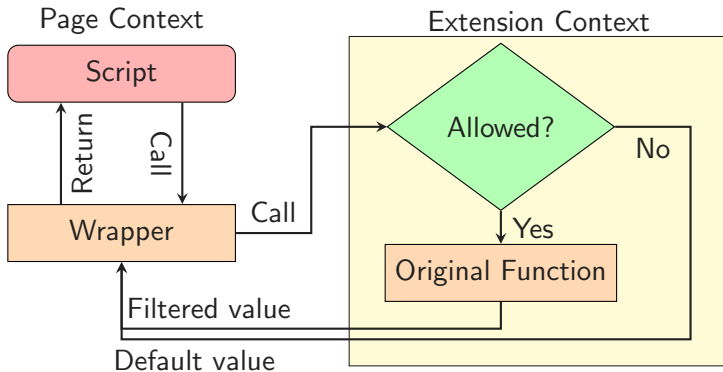 Page Context
Extension Context
Script
Allowed?
No
Return
Call
Call
Wrapper
Yes
Original Function
Filtered value
Default value